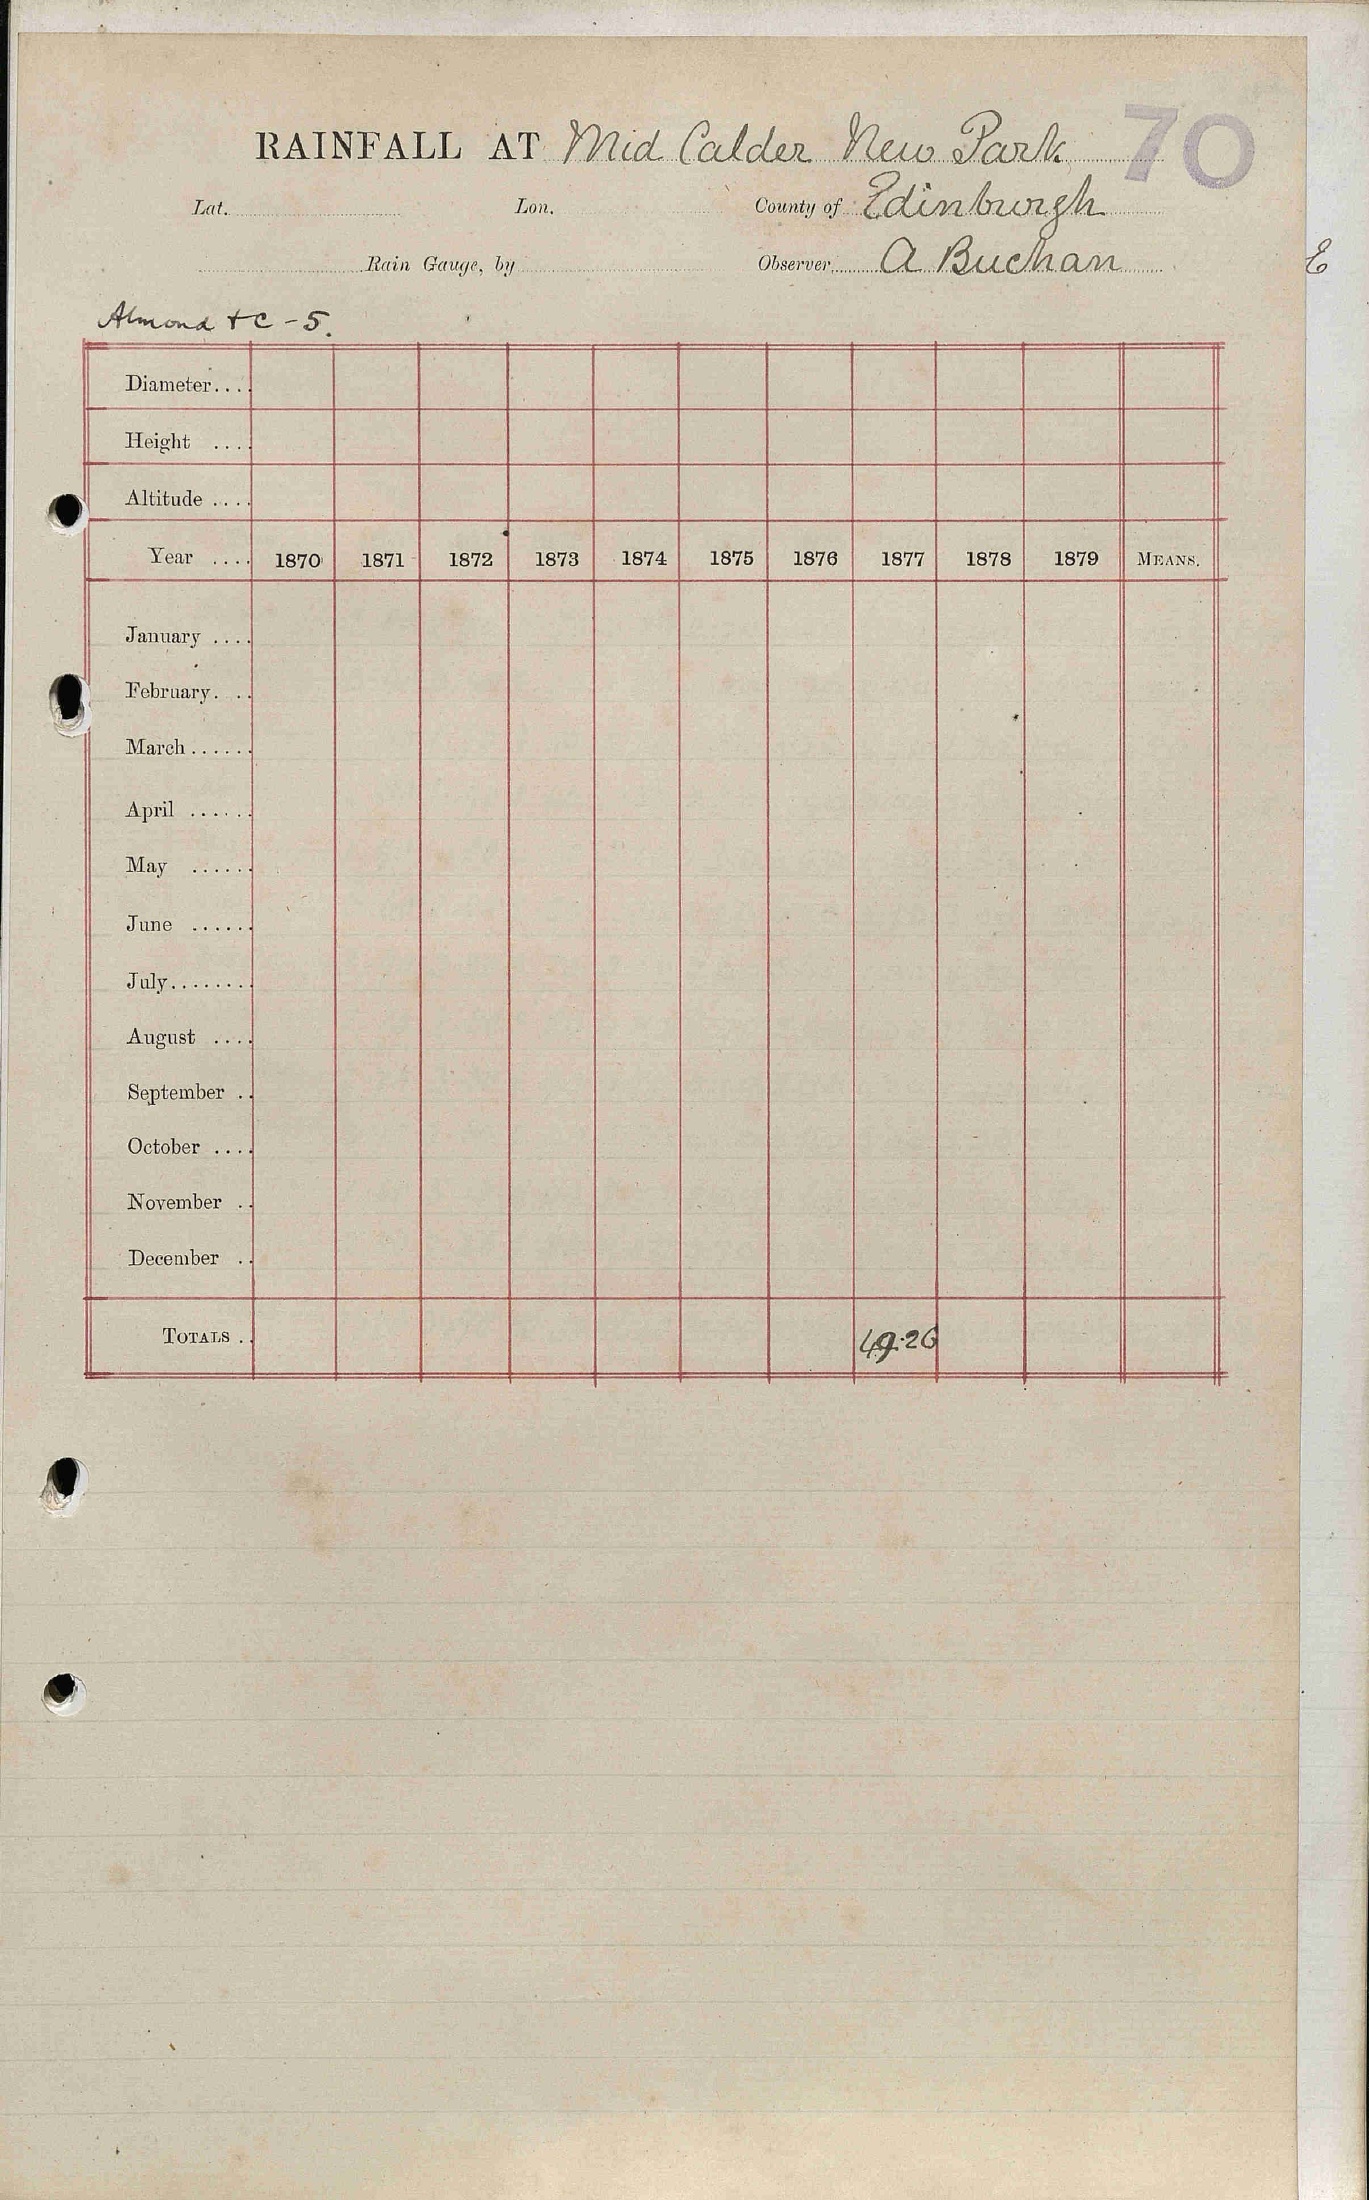 RAINFALL AT Mid Calder New Park 70
Lat. Lon. County of Edinburgh
Rain Gauge, by Observer A Buchan
E
Almond & C - 5.
Diameter....
Height ....
Altitude ....
Year .... 1870 1871 1872 1873 1874 1875 1876 1877 1878 1879 MEANS.
January ....
February. ..
March ......
April ......
May ......
June ......
July........
August ....
September ..
October ....
November ..
December ..
TOTALS .. 49.26